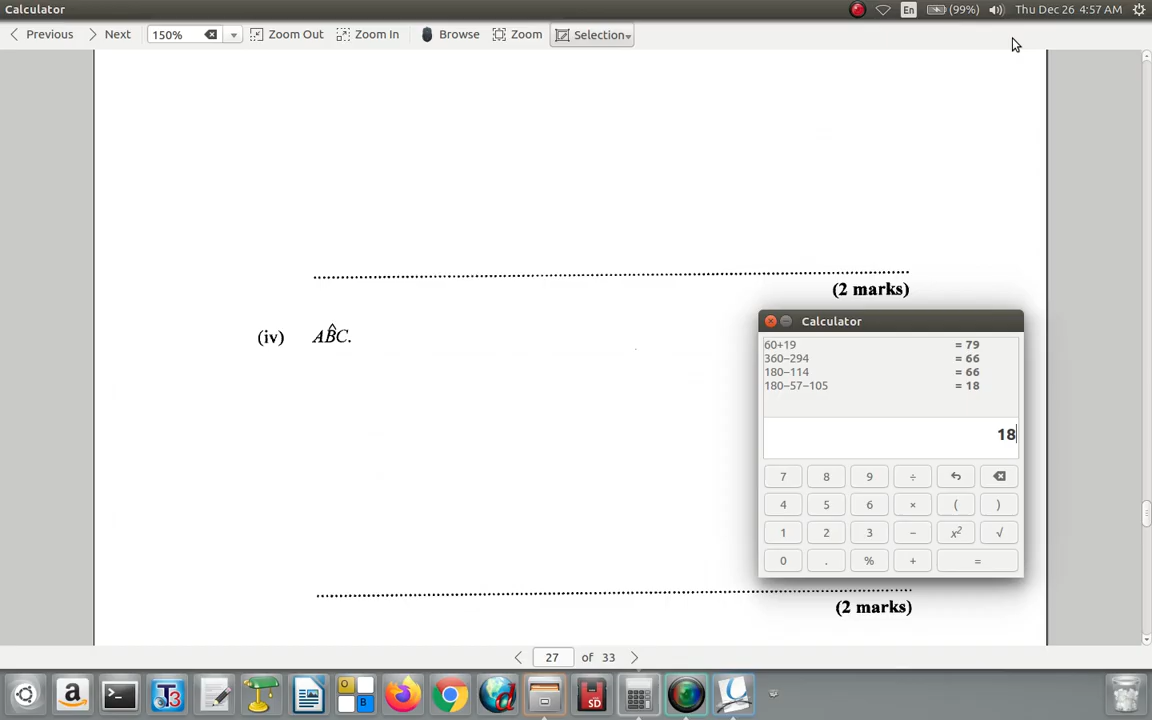 Calculator
En
(99%)
Thu Dec 26 4:57 AM
Previous
Next
150%
Zoom Out
Zoom In
Browse
Zoom
Selection
(2 marks)
(iv) AB̂C.
Calculator
60+19 = 79
360−294 = 66
180−114 = 66
180−57−105 = 18
18
7 8 9 ÷
4 5 6 × ( )
1 2 3 − x² √
0 . % + =
(2 marks)
27 of 33
a
T3
O
B
SD